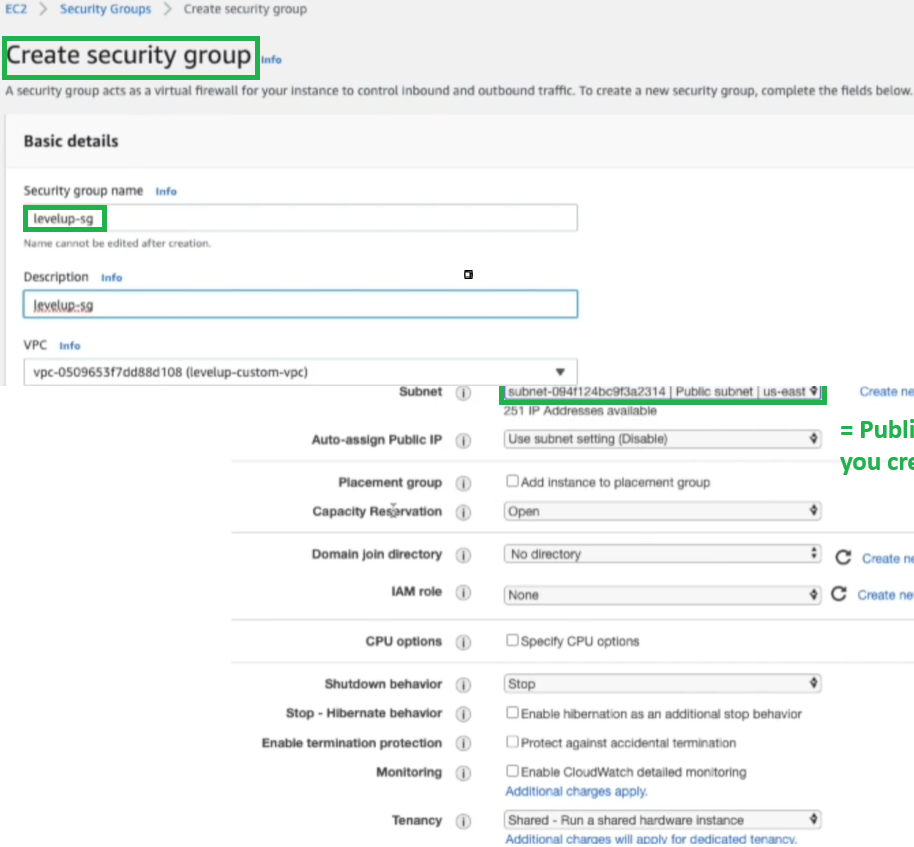 EC2 > Security Groups > Create security group
Create security group Info
A security group acts as a virtual firewall for your instance to control inbound and outbound traffic. To create a new security group, complete the fields below.
Basic details
Security group name Info
levelup-sg
Name cannot be edited after creation.
Description Info
levelup-sg
VPC Info
vpc-0509653f7dd88d108 (levelup-custom-vpc)
Subnet subnet-094f124bc9f3a2314 | Public subnet | us-east Create ne
251 IP Addresses available
= Publi
you cre
Auto-assign Public IP Use subnet setting (Disable)
Placement group Add instance to placement group
Capacity Reservation Open
Domain join directory No directory Create ne
IAM role None Create ne
CPU options Specify CPU options
Shutdown behavior Stop
Stop - Hibernate behavior Enable hibernation as an additional stop behavior
Enable termination protection Protect against accidental termination
Monitoring Enable CloudWatch detailed monitoring
Additional charges apply.
Tenancy Shared - Run a shared hardware instance
Additional charges will apply for dedicated tenancy.